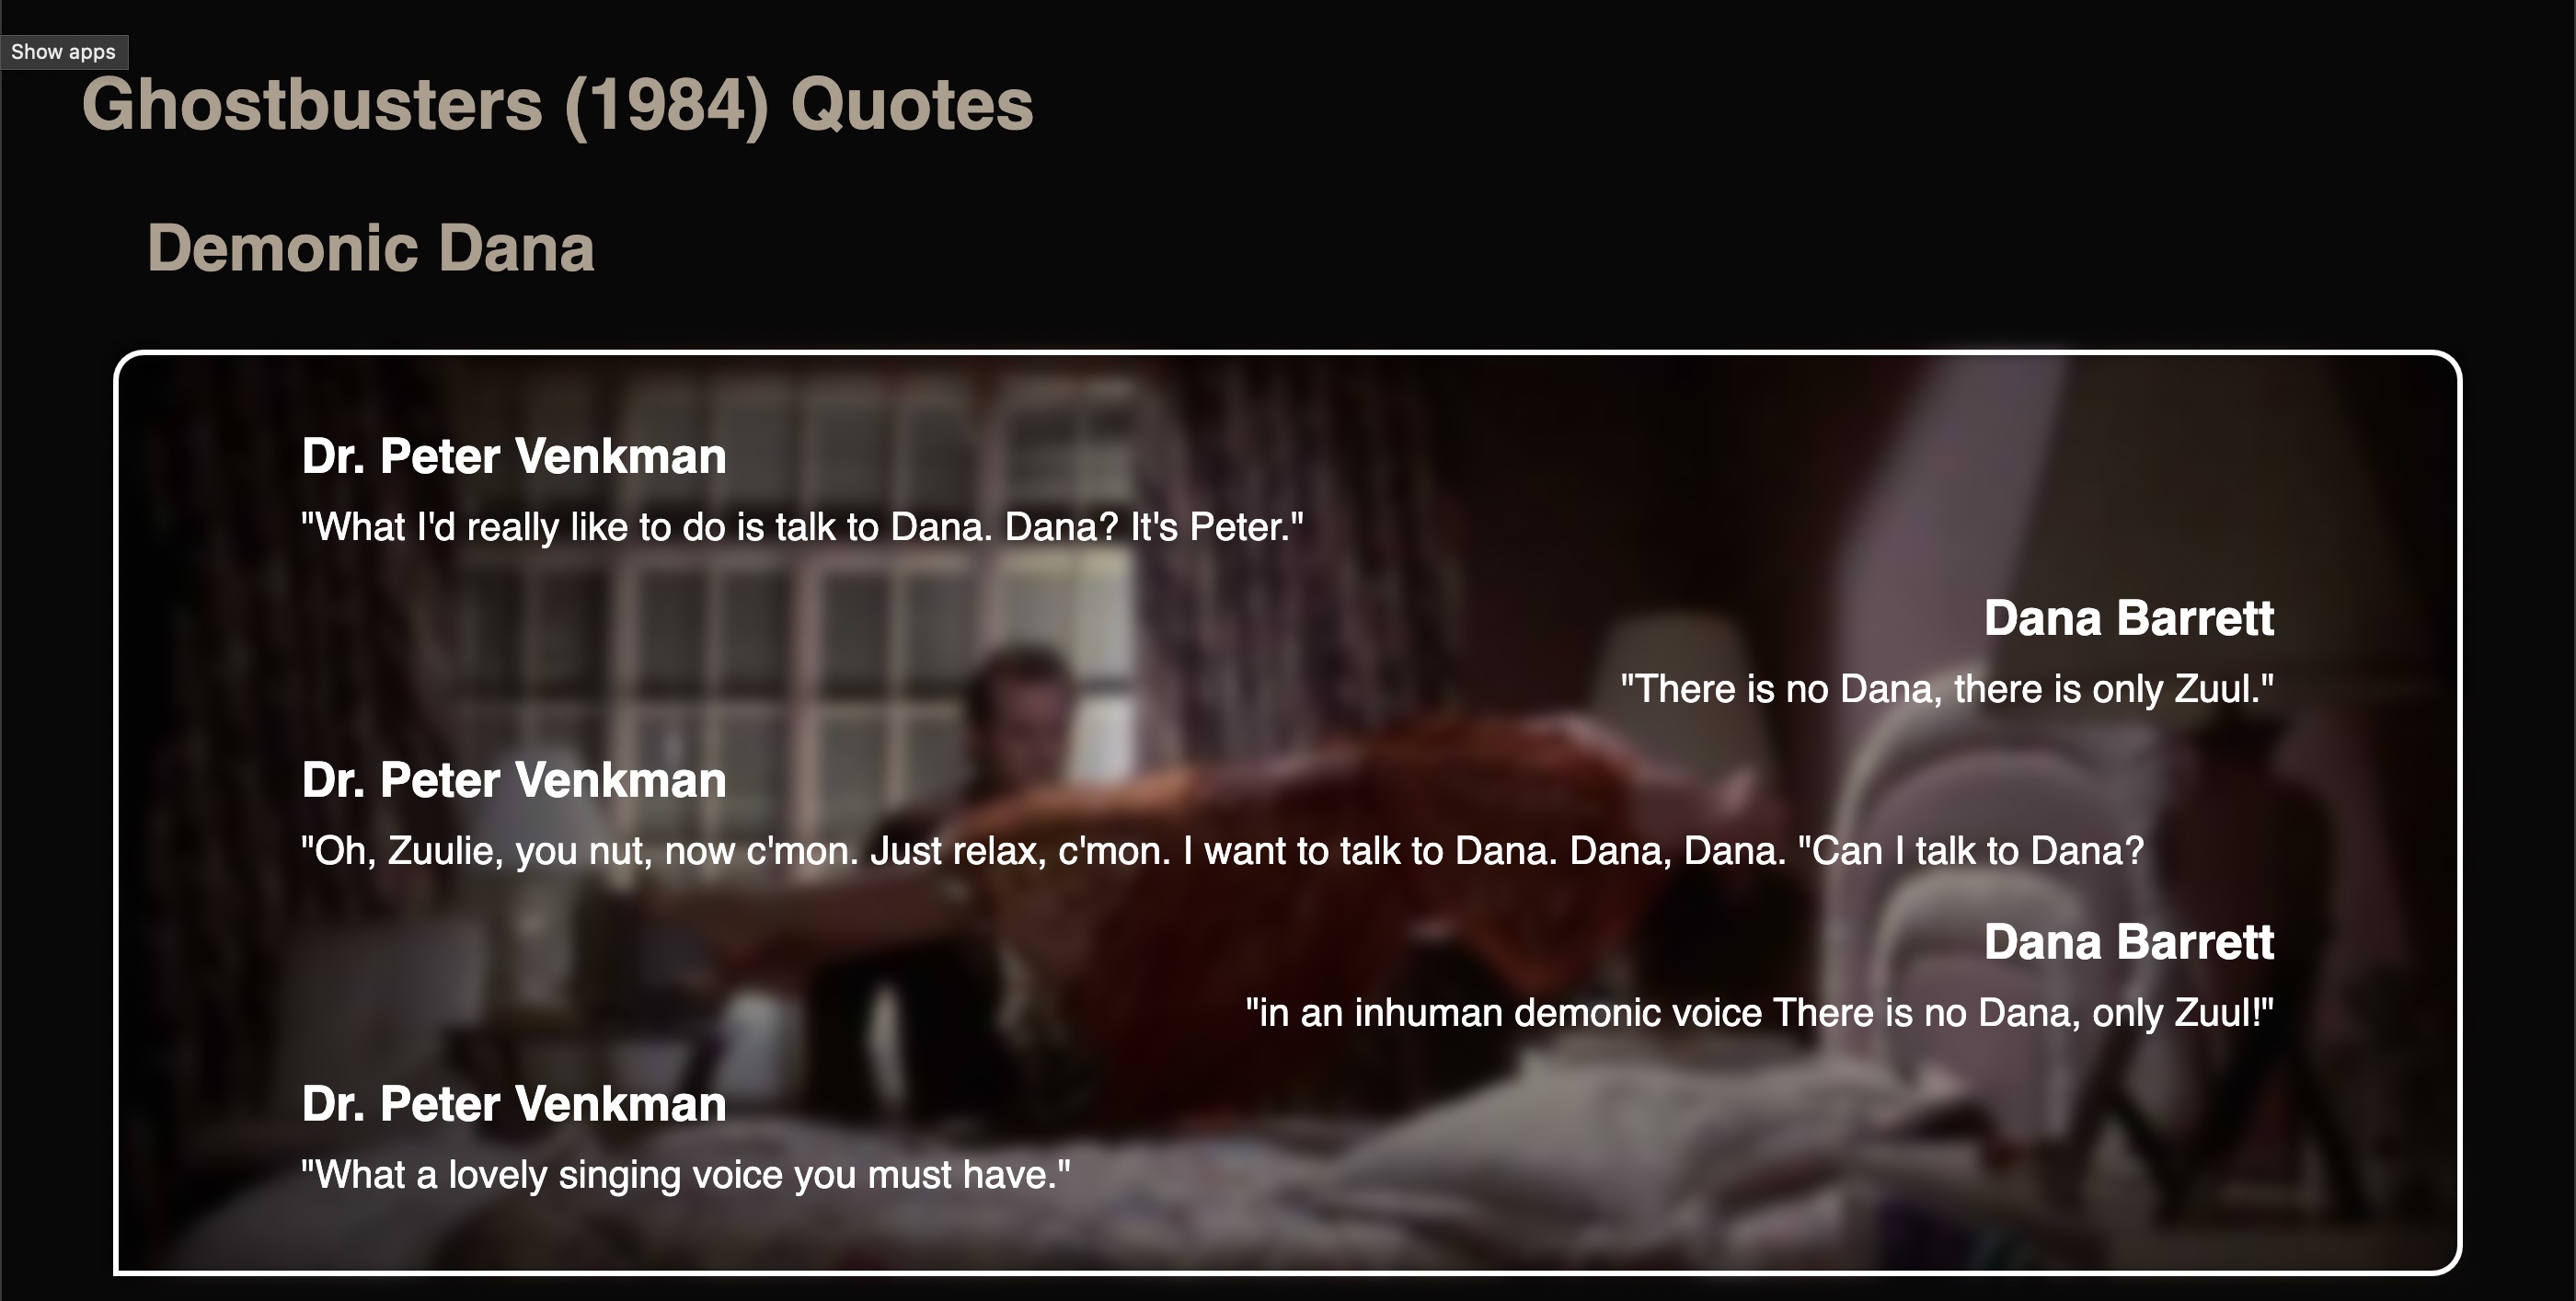 Show apps
Ghostbusters (1984) Quotes
Demonic Dana
Dr. Peter Venkman
"What I'd really like to do is talk to Dana. Dana? It's Peter."
Dana Barrett
"There is no Dana, there is only Zuul."
Dr. Peter Venkman
"Oh, Zuulie, you nut, now c'mon. Just relax, c'mon. I want to talk to Dana. Dana, Dana. "Can I talk to Dana?
Dana Barrett
"in an inhuman demonic voice There is no Dana, only Zuul!"
Dr. Peter Venkman
"What a lovely singing voice you must have."